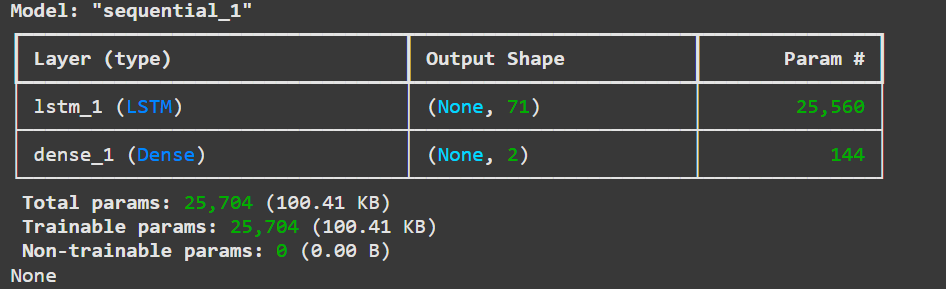 Model: "sequential_1"
Layer (type) Output Shape Param #
lstm_1 (LSTM) (None, 71) 25,560
dense_1 (Dense) (None, 2) 144
Total params: 25,704 (100.41 KB)
Trainable params: 25,704 (100.41 KB)
Non-trainable params: 0 (0.00 B)
None